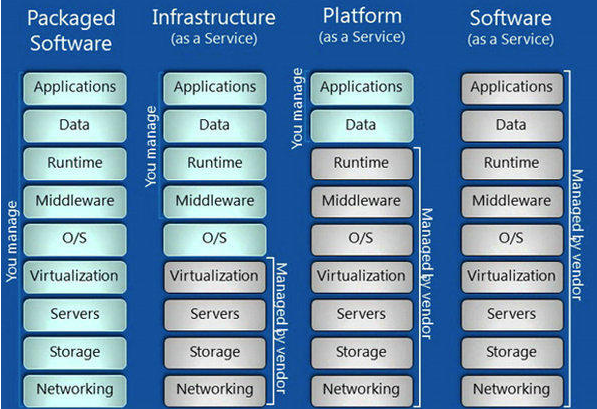 Packaged
Software
You manage
Applications
Data
Runtime
Middleware
O/S
Virtualization
Servers
Storage
Networking
Infrastructure
(as a Service)
You manage
Applications
Data
Runtime
Middleware
O/S
Virtualization
Servers
Storage
Networking
Managed by vendor
Platform
(as a Service)
You manage
Applications
Data
Runtime
Middleware
O/S
Virtualization
Servers
Storage
Networking
Managed by vendor
Software
(as a Service)
Applications
Data
Runtime
Middleware
O/S
Virtualization
Servers
Storage
Networking
Managed by vendor